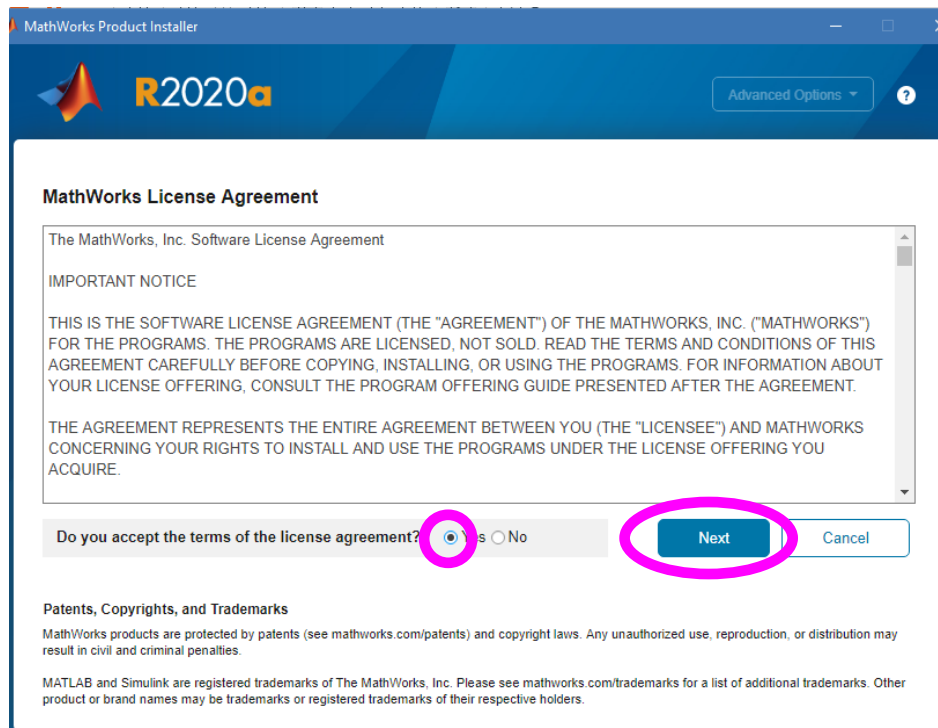 MathWorks Product Installer
R2020a
Advanced Options
?
MathWorks License Agreement
The MathWorks, Inc. Software License Agreement
IMPORTANT NOTICE
THIS IS THE SOFTWARE LICENSE AGREEMENT (THE "AGREEMENT") OF THE MATHWORKS, INC. ("MATHWORKS")
FOR THE PROGRAMS. THE PROGRAMS ARE LICENSED, NOT SOLD. READ THE TERMS AND CONDITIONS OF THIS
AGREEMENT CAREFULLY BEFORE COPYING, INSTALLING, OR USING THE PROGRAMS. FOR INFORMATION ABOUT
YOUR LICENSE OFFERING, CONSULT THE PROGRAM OFFERING GUIDE PRESENTED AFTER THE AGREEMENT.
THE AGREEMENT REPRESENTS THE ENTIRE AGREEMENT BETWEEN YOU (THE "LICENSEE") AND MATHWORKS
CONCERNING YOUR RIGHTS TO INSTALL AND USE THE PROGRAMS UNDER THE LICENSE OFFERING YOU
ACQUIRE.
Do you accept the terms of the license agreement? Yes No
Next Cancel
Patents, Copyrights, and Trademarks
MathWorks products are protected by patents (see mathworks.com/patents) and copyright laws. Any unauthorized use, reproduction, or distribution may
result in civil and criminal penalties.
MATLAB and Simulink are registered trademarks of The MathWorks, Inc. Please see mathworks.com/trademarks for a list of additional trademarks. Other
product or brand names may be trademarks or registered trademarks of their respective holders.